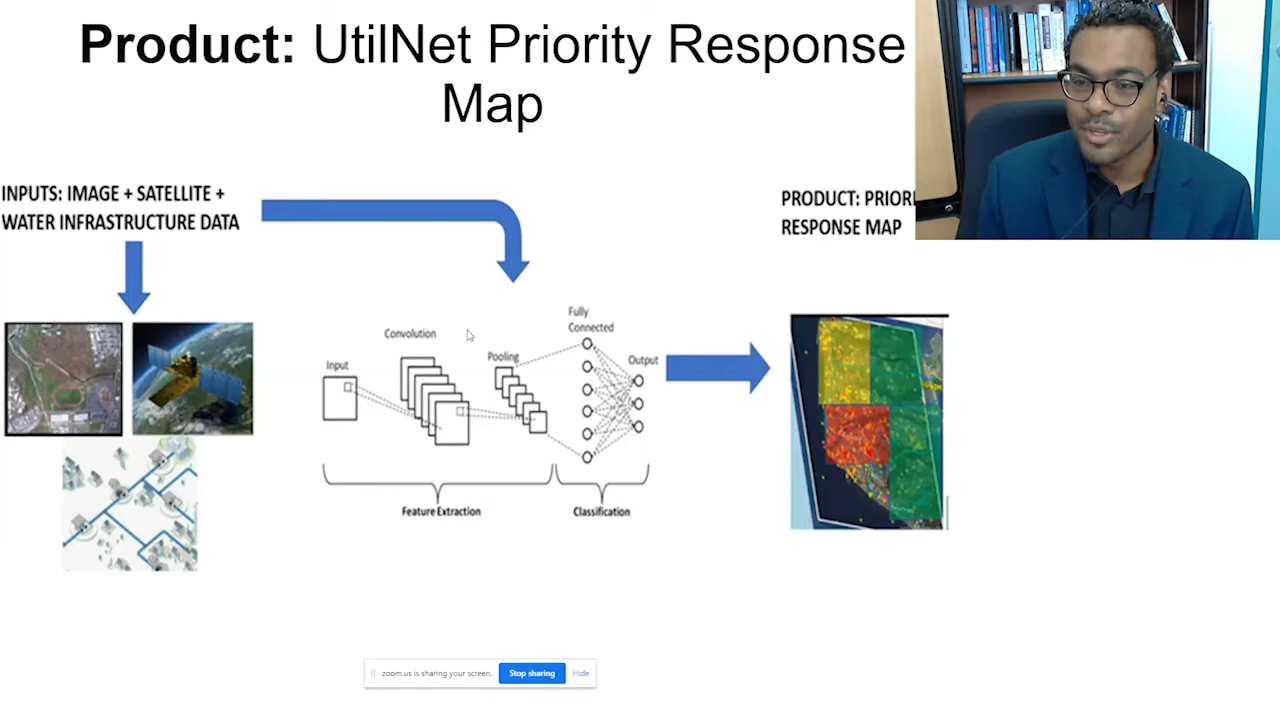 Product: UtilNet Priority Response
Map
INPUTS: IMAGE + SATELLITE +
WATER INFRASTRUCTURE DATA
PRODUCT: PRIORI
RESPONSE MAP
Fully
Connected
Convolution
Pooling
Output
Input
Feature Extraction
Classification
zoom.us is sharing your screen.
Stop sharing
Hide